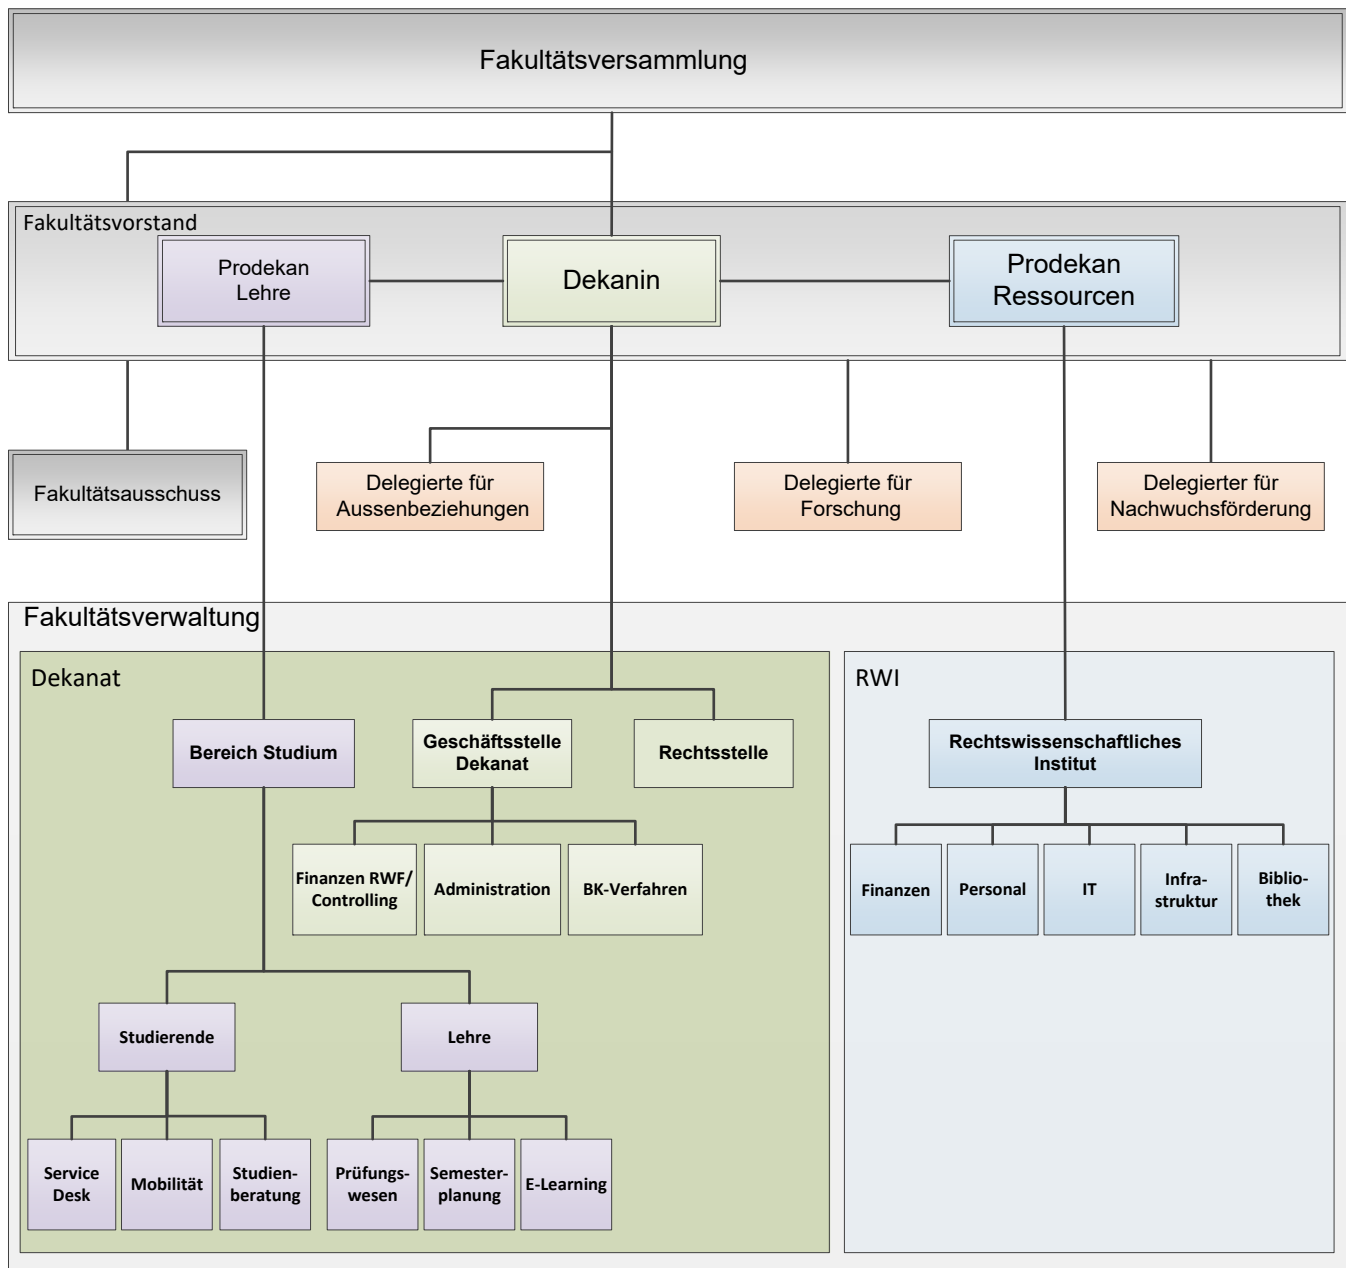 Fakultätsversammlung
Fakultätsvorstand
Prodekan
Lehre
Dekanin
Prodekan
Ressourcen
Fakultätsausschuss
Delegierte für
Aussenbeziehungen
Delegierte für
Forschung
Delegierter für
Nachwuchsförderung
Fakultätsverwaltung
Dekanat
RWI
Bereich Studium
Geschäftsstelle
Dekanat
Rechtsstelle
Rechtswissenschaftliches
Institut
Finanzen RWF/
Controlling
Administration
BK-Verfahren
Finanzen
Personal
IT
Infra-
struktur
Biblio-
thek
Studierende
Lehre
Service
Desk
Mobilität
Studien-
beratung
Prüfungs-
wesen
Semester-
planung
E-Learning